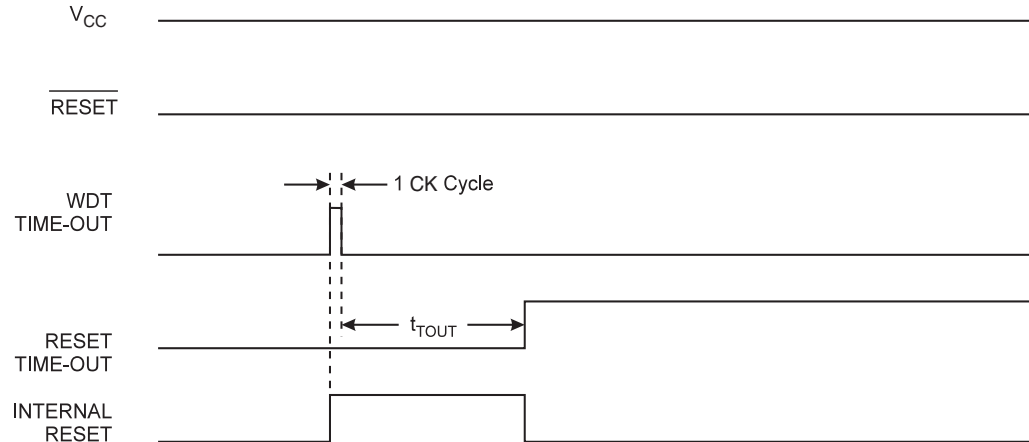 VCC
RESET
1 CK Cycle
WDT
TIME-OUT
tTOUT
RESET
TIME-OUT
INTERNAL
RESET